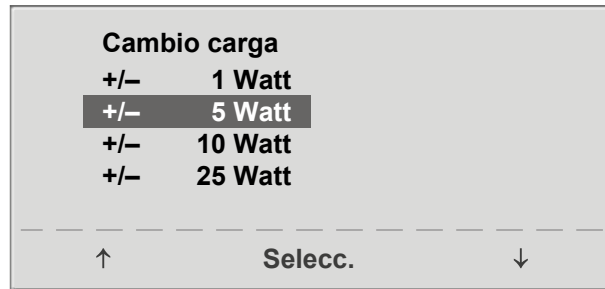 Cambio carga
+/– 1 Watt
+/– 5 Watt
+/– 10 Watt
+/– 25 Watt
↑ Selecc. ↓